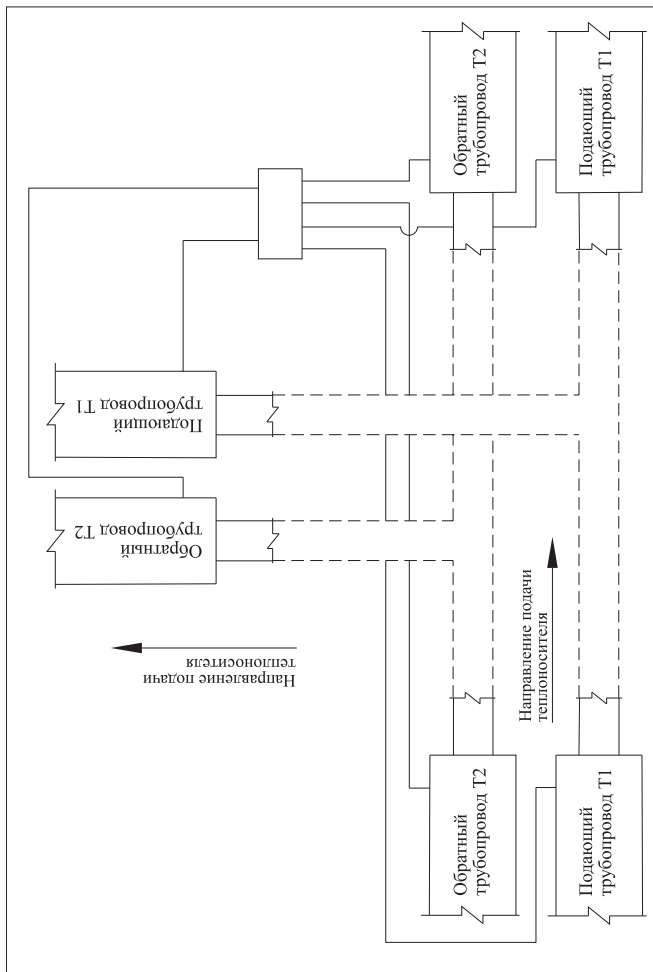 Обратный
трубопровод Т2
Подающий
трубопровод Т1
Подающий
трубопровод Т1
Обратный
трубопровод Т2
Направление подачи
теплоносителя
Направление подачи
теплоносителя
Обратный
трубопровод Т2
Подающий
трубопровод Т1